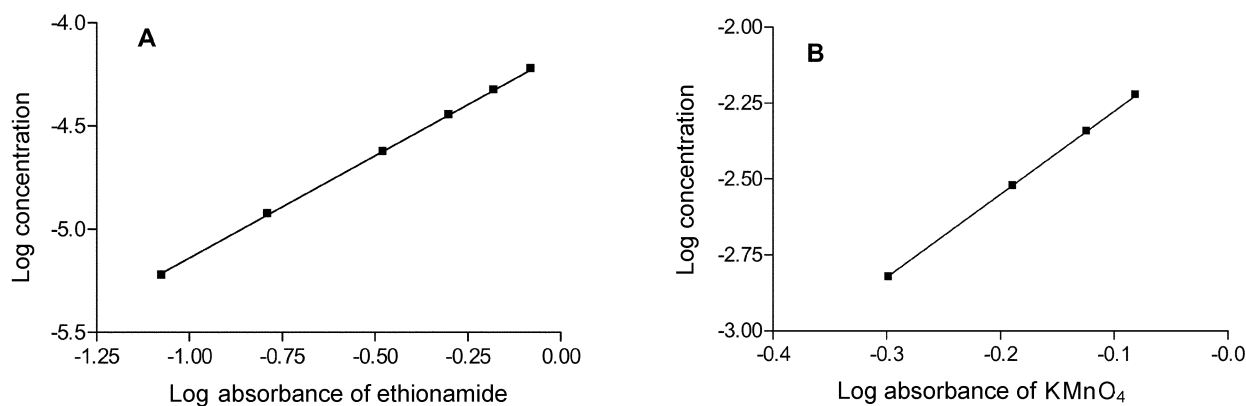 A
Log concentration
-4.0
-4.5
-5.0
-5.5
-1.25 -1.00 -0.75 -0.50 -0.25 0.00
Log absorbance of ethionamide
B
Log concentration
-2.00
-2.25
-2.50
-2.75
-3.00
-0.4 -0.3 -0.2 -0.1 -0.0
Log absorbance of KMnO₄